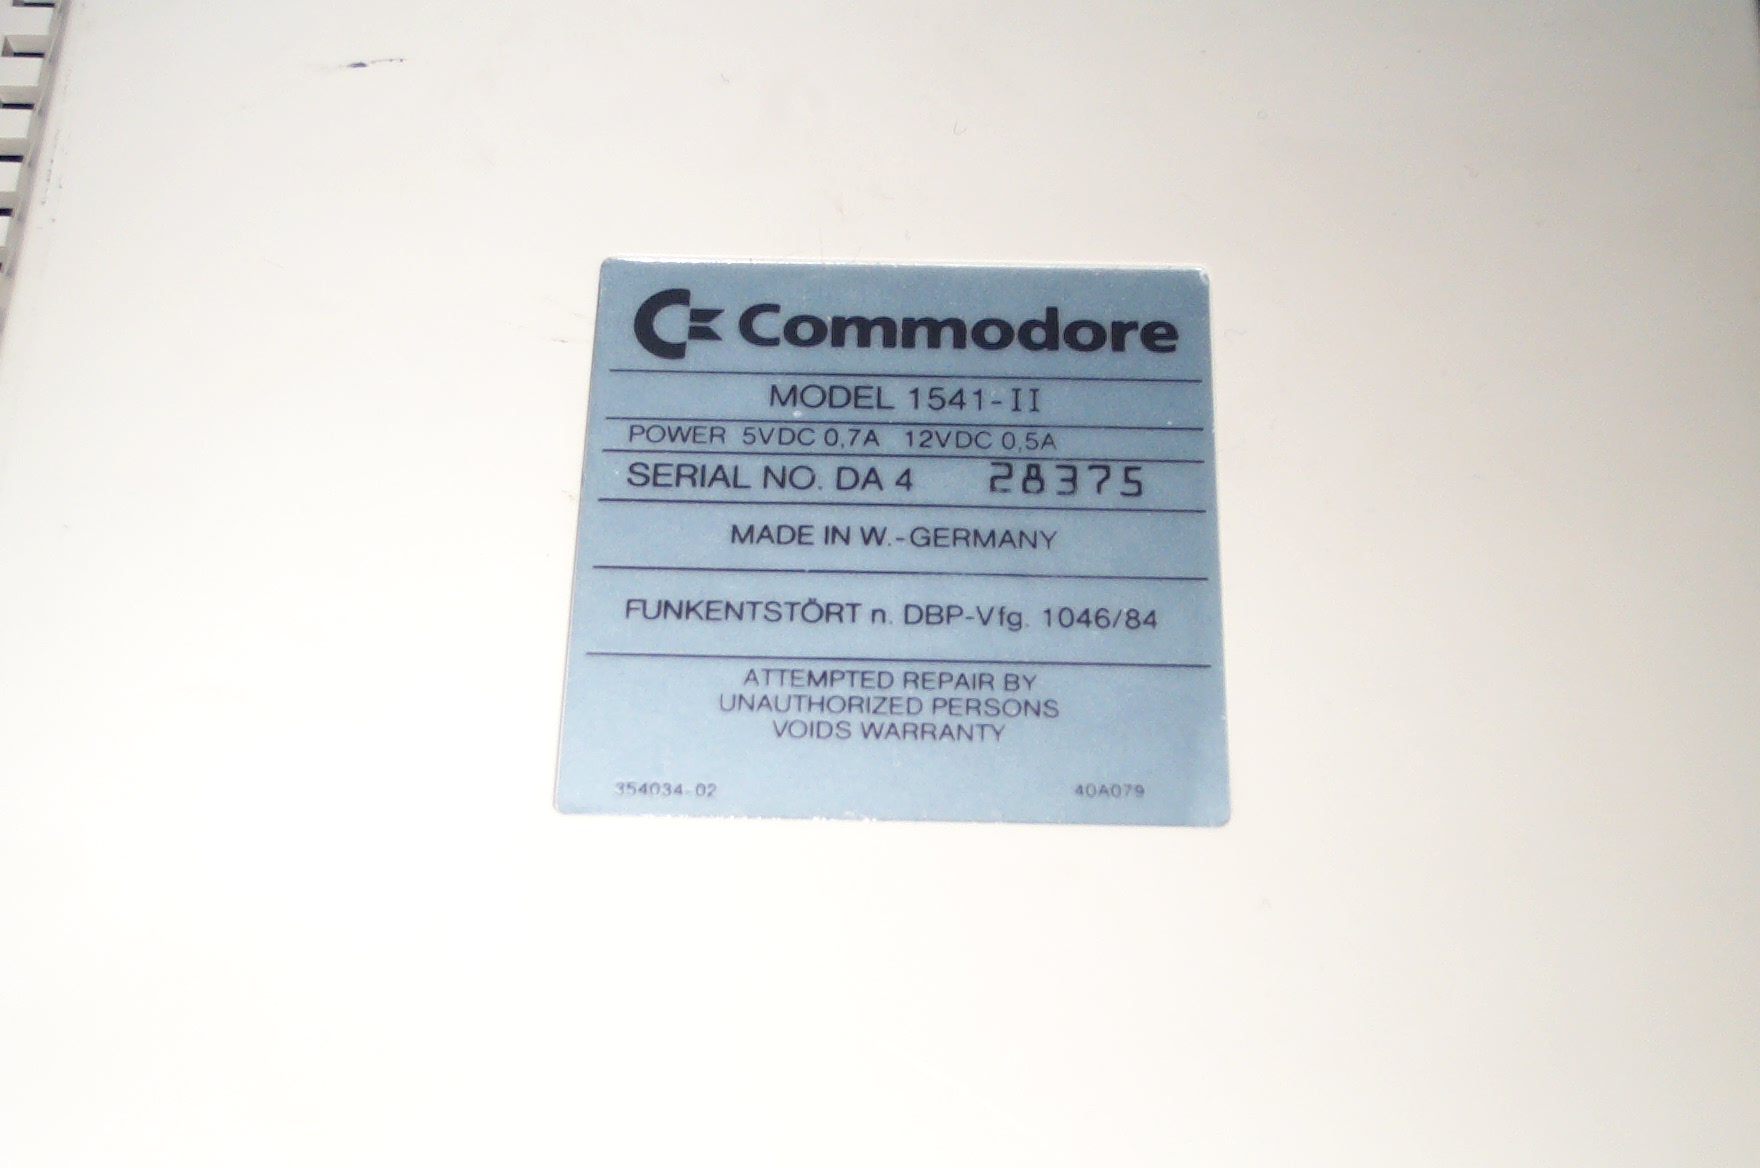 Commodore
MODEL 1541-II
POWER 5VDC 0,7A 12VDC 0,5A
SERIAL NO. DA 4 28375
MADE IN W.-GERMANY
FUNKENTSTÖRT n. DBP-Vfg. 1046/84
ATTEMPTED REPAIR BY
UNAUTHORIZED PERSONS
VOIDS WARRANTY
354034-02 40A079